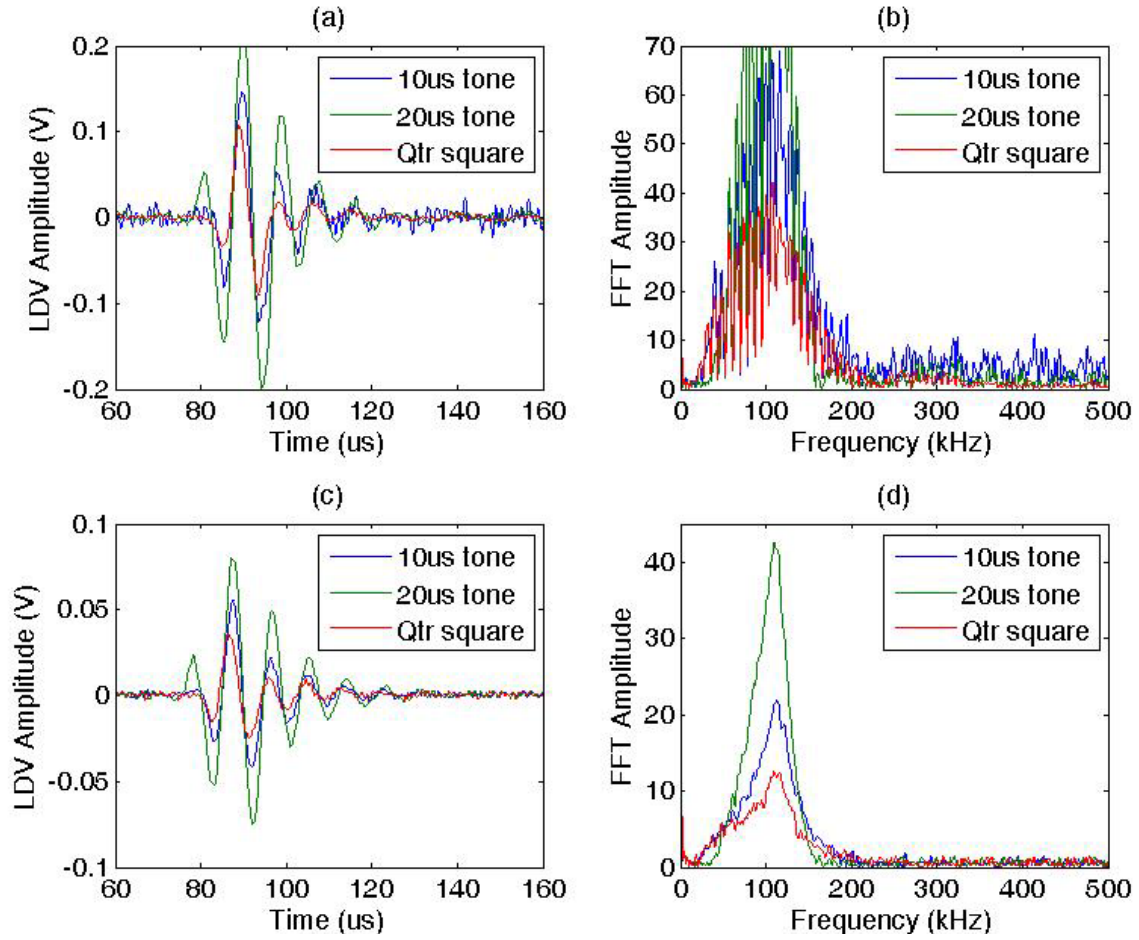 (a)
0.2
0.1
0
-0.1
-0.2
LDV Amplitude (V)
10us tone
20us tone
Qtr square
60 80 100 120 140 160
Time (us)
(b)
70
60
50
40
30
20
10
0
FFT Amplitude
10us tone
20us tone
Qtr square
0 100 200 300 400 500
Frequency (kHz)
(c)
0.1
0.05
0
-0.05
-0.1
LDV Amplitude (V)
10us tone
20us tone
Qtr square
60 80 100 120 140 160
Time (us)
(d)
40
30
20
10
0
FFT Amplitude
10us tone
20us tone
Qtr square
0 100 200 300 400 500
Frequency (kHz)